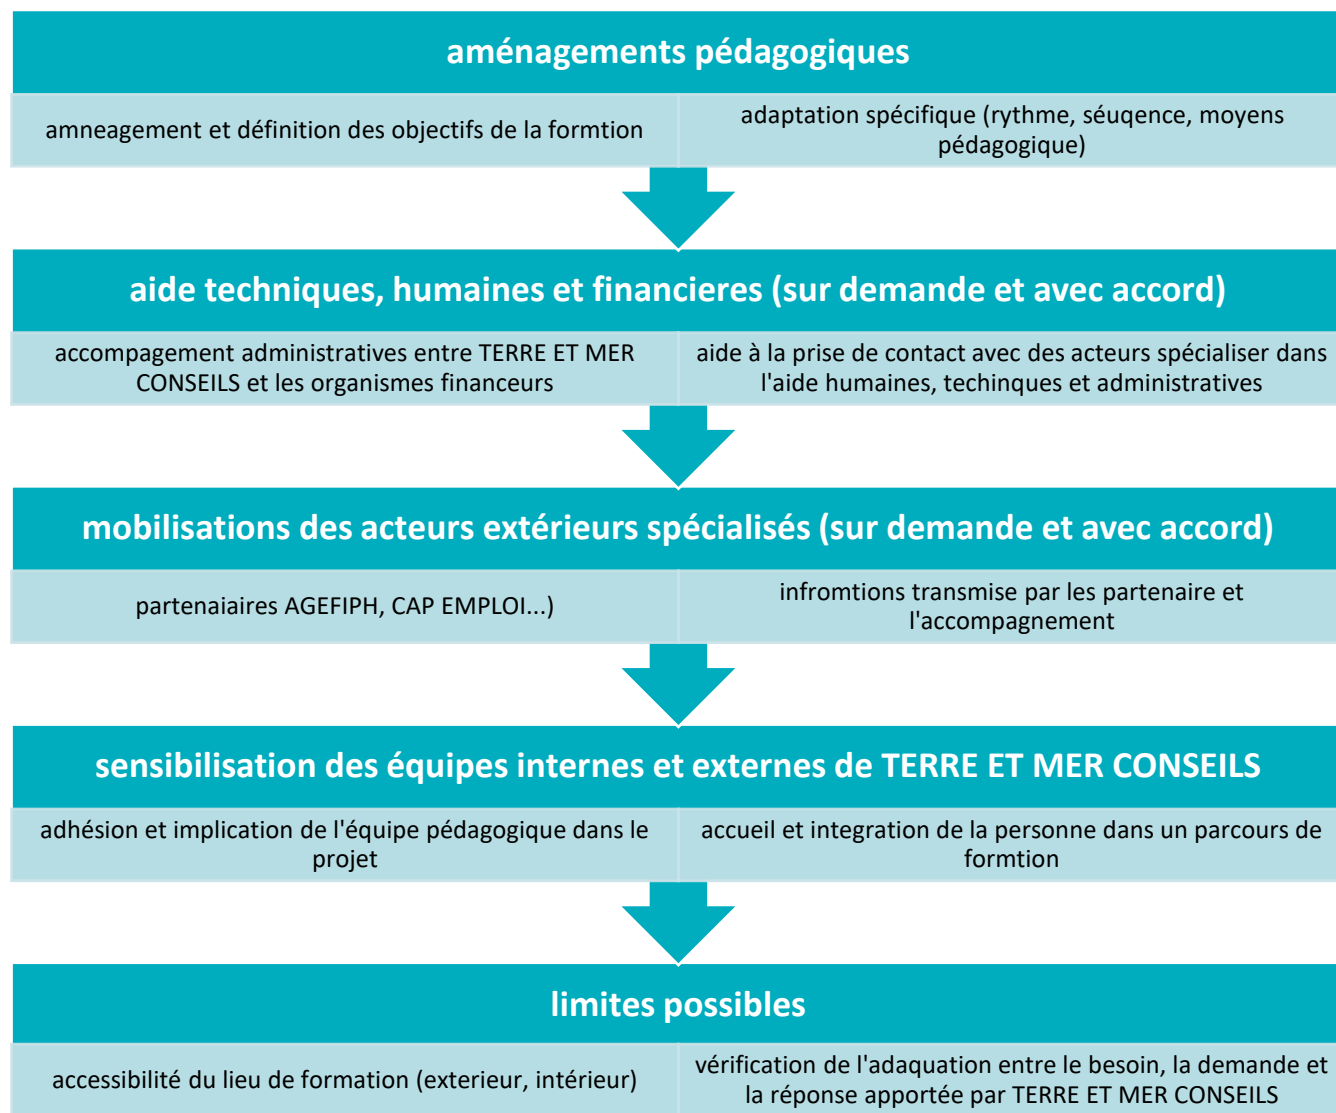 aménagements pédagogiques
amneagement et définition des objectifs de la formtion
adaptation spécifique (rythme, séuqence, moyens
pédagogique)
aide techniques, humaines et financieres (sur demande et avec accord)
accompagement administratives entre TERRE ET MER
CONSEILS et les organismes financeurs
aide à la prise de contact avec des acteurs spécialiser dans
l'aide humaines, techinques et administratives
mobilisations des acteurs extérieurs spécialisés (sur demande et avec accord)
partenaiaires AGEFIPH, CAP EMPLOI...)
infromtions transmise par les partenaire et
l'accompagnement
sensibilisation des équipes internes et externes de TERRE ET MER CONSEILS
adhésion et implication de l'équipe pédagogique dans le
projet
accueil et integration de la personne dans un parcours de
formtion
limites possibles
accessibilité du lieu de formation (exterieur, intérieur)
vérification de l'adaquation entre le besoin, la demande et
la réponse apportée par TERRE ET MER CONSEILS